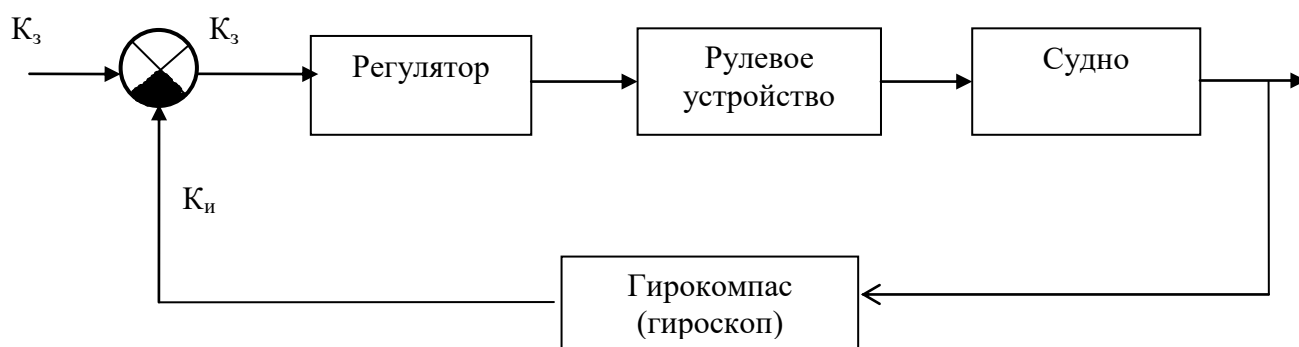 Кз
Кз
Регулятор
Рулевое
устройство
Судно
Ки
Гирокомпас
(гироскоп)